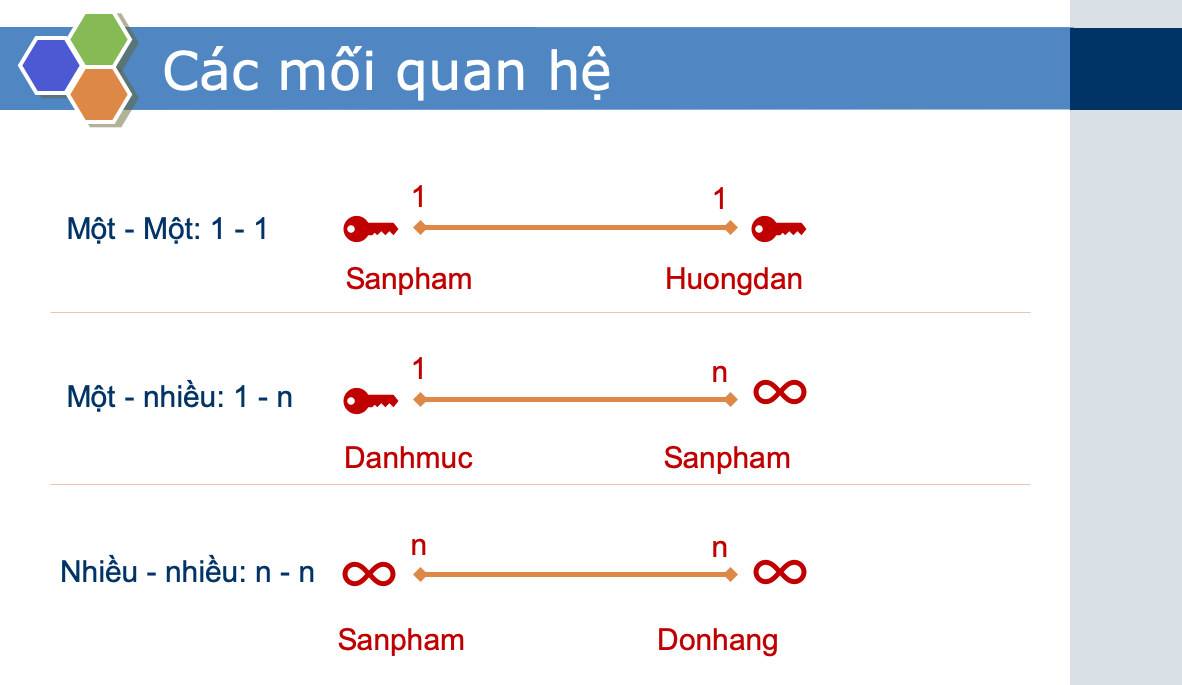 Các mối quan hệ
1 1
Một - Một: 1 - 1
Sanpham Huongdan
1 n
Một - nhiều: 1 - n
Danhmuc Sanpham
n n
Nhiều - nhiều: n - n
Sanpham Donhang